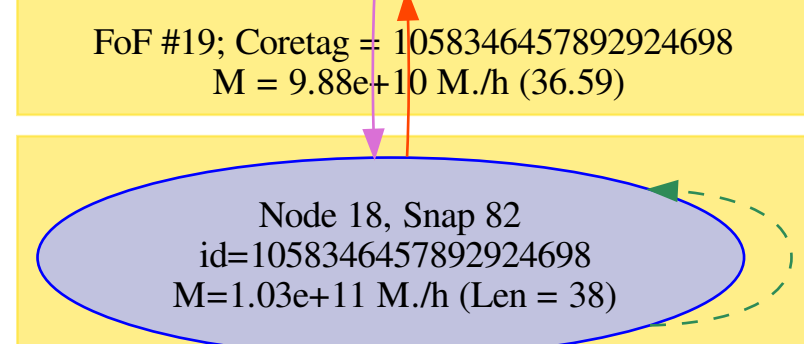 FoF #19; Coretag = 1058346457892924698
M = 9.88e+10 M./h (36.59)
Node 18, Snap 82
id=1058346457892924698
M=1.03e+11 M./h (Len = 38)